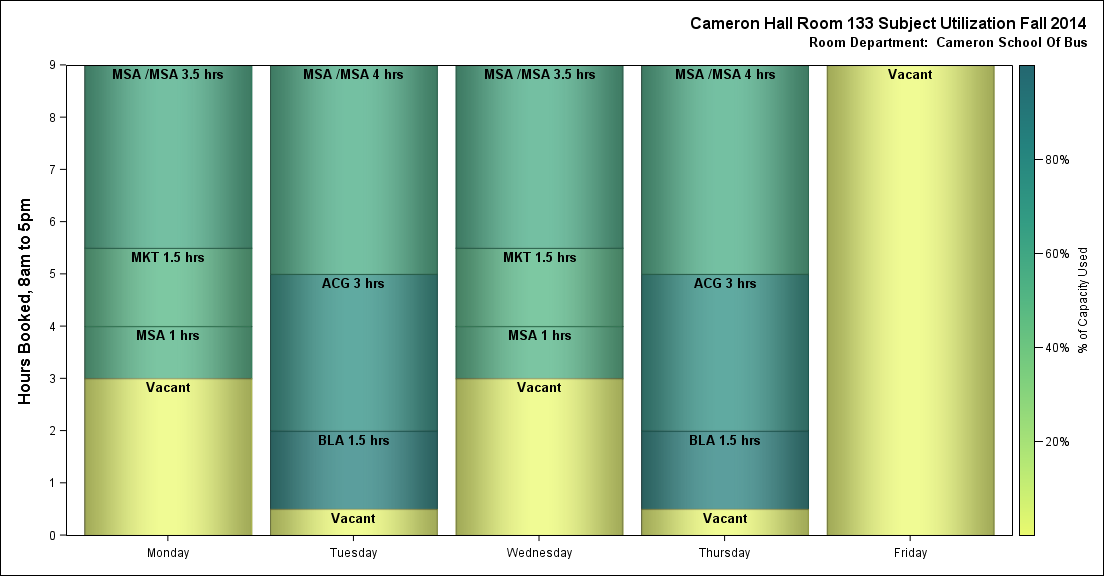 Cameron Hall Room 133 Subject Utilization Fall 2014
Room Department:  Cameron School Of Bus
Hours Booked, 8am to 5pm
9
8
7
6
5
4
3
2
1
0
MSA /MSA 3.5 hrs
MKT 1.5 hrs
MSA 1 hrs
Vacant
Monday
MSA /MSA 4 hrs
ACG 3 hrs
BLA 1.5 hrs
Vacant
Tuesday
MSA /MSA 3.5 hrs
MKT 1.5 hrs
MSA 1 hrs
Vacant
Wednesday
MSA /MSA 4 hrs
ACG 3 hrs
BLA 1.5 hrs
Vacant
Thursday
Vacant
Friday
80%
60%
40%
20%
% of Capacity Used